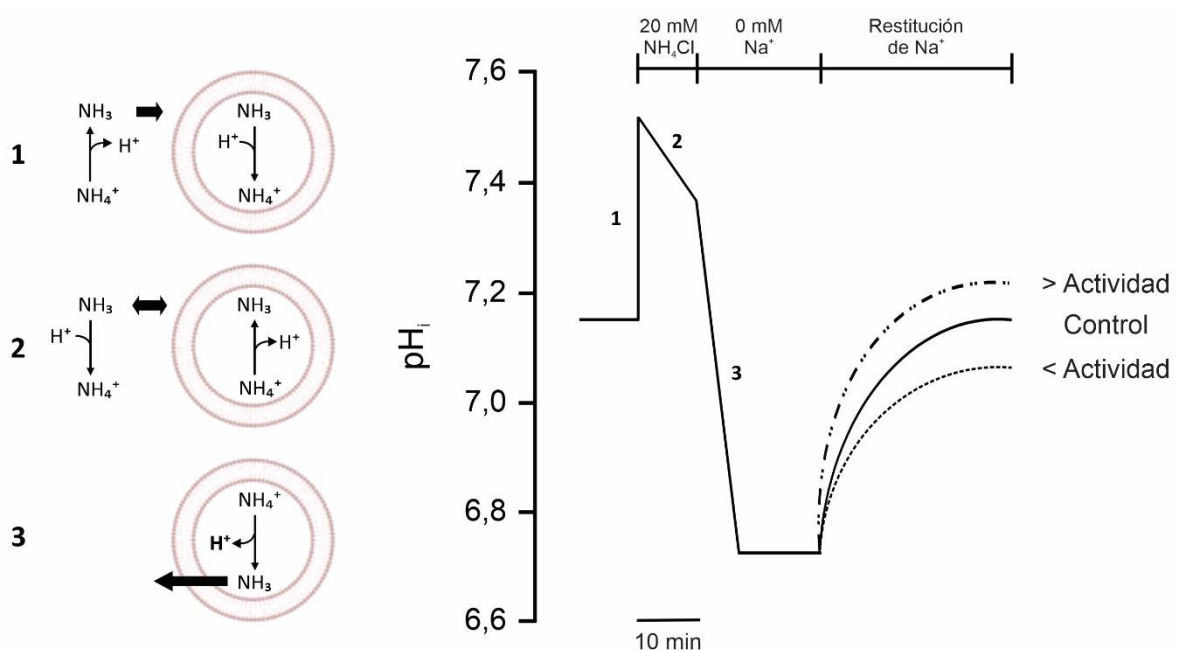 1
NH₃
H⁺
NH₄⁺
NH₃
H⁺
NH₄⁺
2
NH₃
H⁺
NH₄⁺
NH₃
H⁺
NH₄⁺
3
NH₄⁺
H⁺
NH₃
20 mM
NH₄Cl
0 mM
Na⁺
Restitución
de Na⁺
pHᵢ
7,6
7,4
7,2
7,0
6,8
6,6
1
2
3
> Actividad
Control
< Actividad
10 min